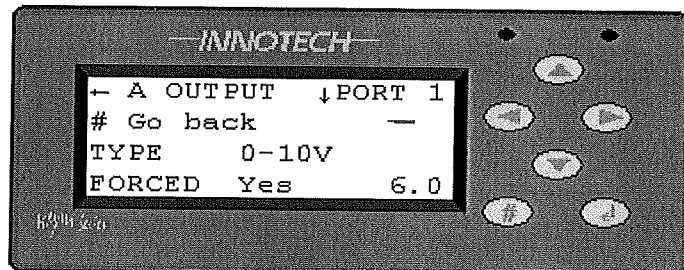 INNOTECH
← A OUTPUT ↓PORT 1
# Go back —
TYPE 0-10V
FORCED Yes 6.0
#